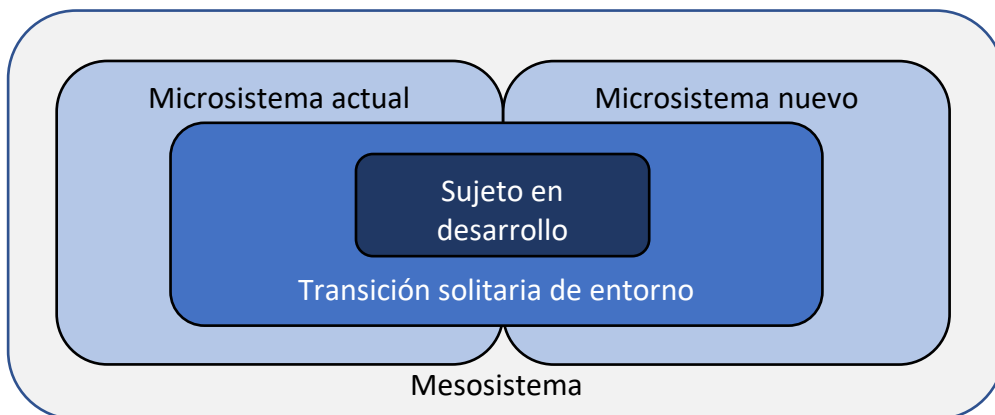 Microsistema actual
Microsistema nuevo
Sujeto en
desarrollo
Transición solitaria de entorno
Mesosistema